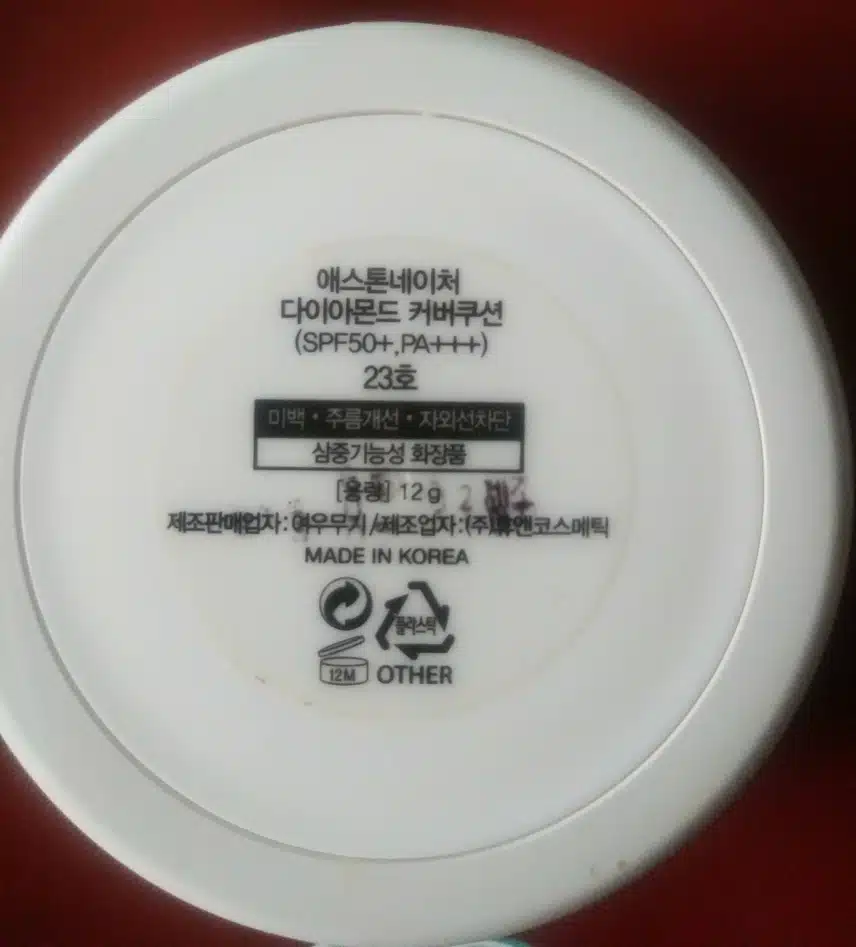 애스톤네이처
다이아몬드 커버쿠션
(SPF50+,PA+++)
23호
미백 · 주름개선 · 자외선차단
삼중기능성 화장품
[용량] 12g
제조판매업자:여우무지/제조업자:(주)휴앤코스메틱
MADE IN KOREA
플라스틱
12M OTHER